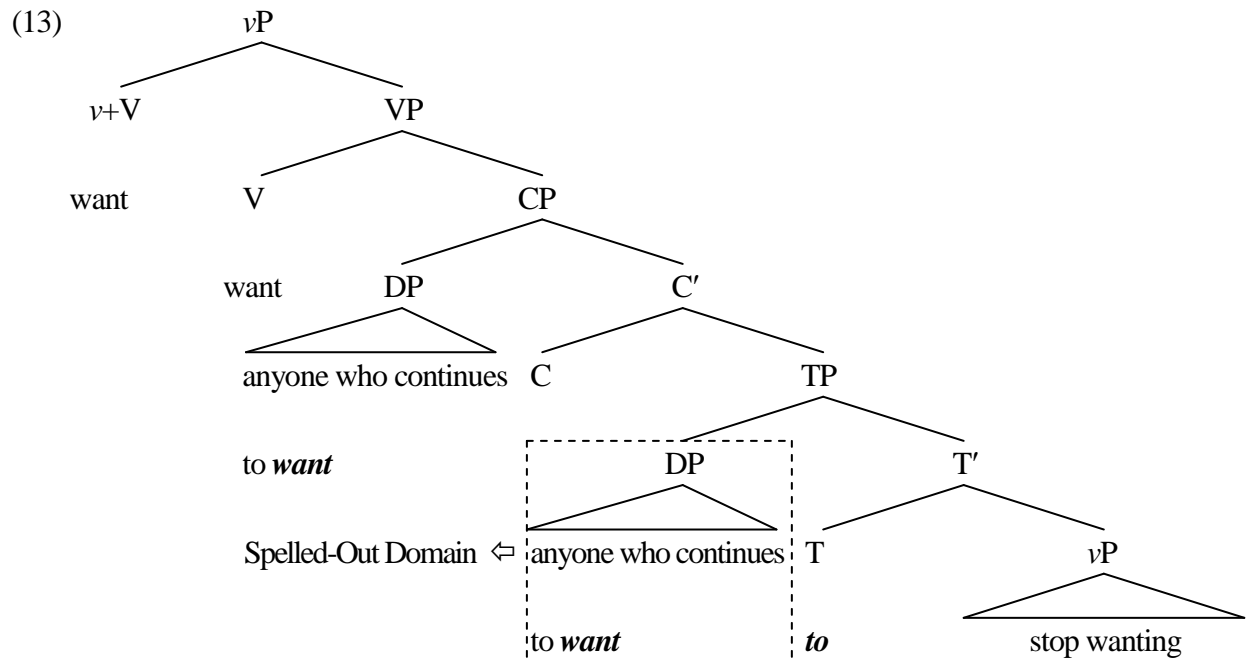 (13) vP
v+V VP
want V CP
want DP C′
anyone who continues C TP
to want DP T′
Spelled-Out Domain ⇦ anyone who continues T vP
to want to stop wanting